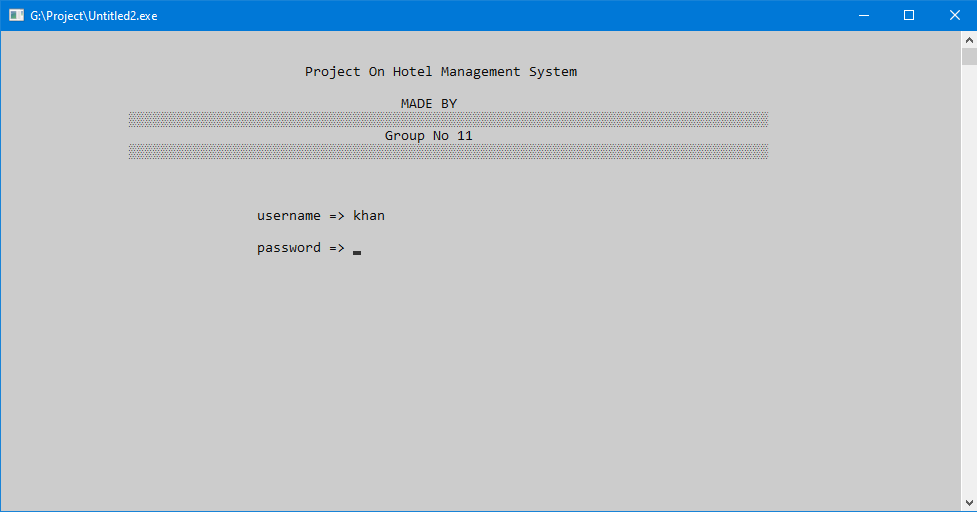 G:\Project\Untitled2.exe
Project On Hotel Management System
MADE BY
Group No 11
username => khan
password =>